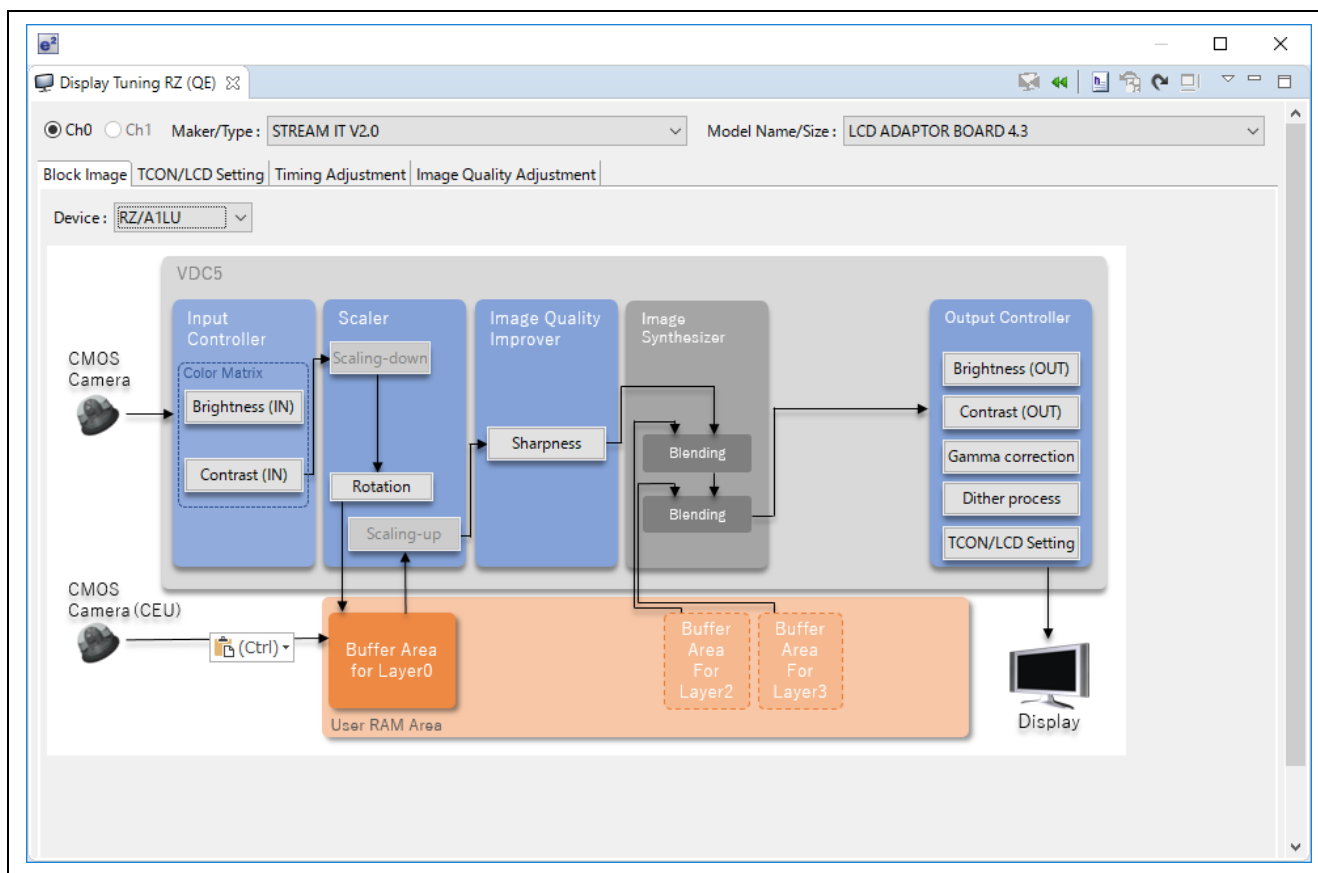 e²
Display Tuning RZ (QE)
Ch0 Ch1 Maker/Type : STREAM IT V2.0 Model Name/Size : LCD ADAPTOR BOARD 4.3
Block Image TCON/LCD Setting Timing Adjustment Image Quality Adjustment
Device : RZ/A1LU
VDC5
Input
Controller
Color Matrix
Brightness (IN)
Contrast (IN)
Scaler
Scaling-down
Rotation
Scaling-up
Image Quality
Improver
Sharpness
Image
Synthesizer
Blending
Blending
Output Controller
Brightness (OUT)
Contrast (OUT)
Gamma correction
Dither process
TCON/LCD Setting
CMOS
Camera
CMOS
Camera (CEU)
(Ctrl)
Buffer Area
for Layer0
User RAM Area
Buffer
Area
For
Layer2
Buffer
Area
For
Layer3
Display